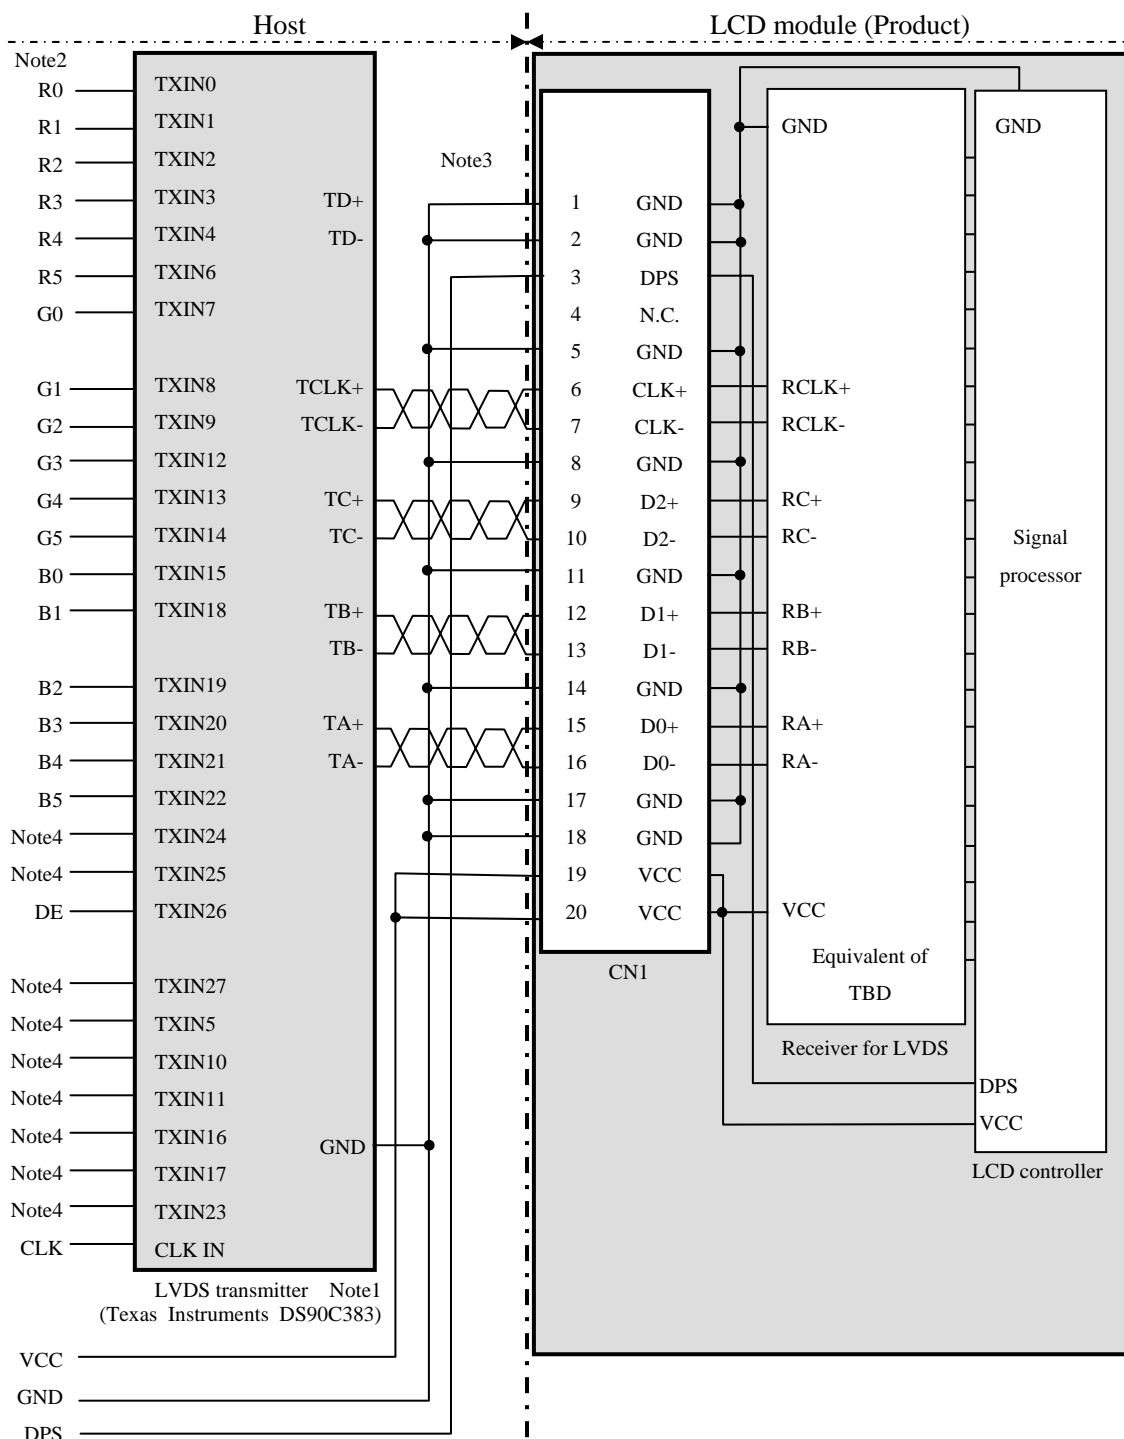 Host
LCD module (Product)
Note2
R0
R1
R2
R3
R4
R5
G0
G1
G2
G3
G4
G5
B0
B1
B2
B3
B4
B5
Note4
Note4
DE
Note4
Note4
Note4
Note4
Note4
Note4
Note4
CLK
TXIN0
TXIN1
TXIN2
TXIN3
TXIN4
TXIN6
TXIN7
TXIN8
TXIN9
TXIN12
TXIN13
TXIN14
TXIN15
TXIN18
TXIN19
TXIN20
TXIN21
TXIN22
TXIN24
TXIN25
TXIN26
TXIN27
TXIN5
TXIN10
TXIN11
TXIN16
TXIN17
TXIN23
CLK IN
TD+
TD-
TCLK+
TCLK-
TC+
TC-
TB+
TB-
TA+
TA-
GND
LVDS transmitter Note1
(Texas Instruments DS90C383)
VCC
GND
DPS
Note3
1 GND
2 GND
3 DPS
4 N.C.
5 GND
6 CLK+
7 CLK-
8 GND
9 D2+
10 D2-
11 GND
12 D1+
13 D1-
14 GND
15 D0+
16 D0-
17 GND
18 GND
19 VCC
20 VCC
CN1
GND
RCLK+
RCLK-
RC+
RC-
RB+
RB-
RA+
RA-
VCC
Equivalent of
TBD
Receiver for LVDS
GND
Signal
processor
DPS
VCC
LCD controller